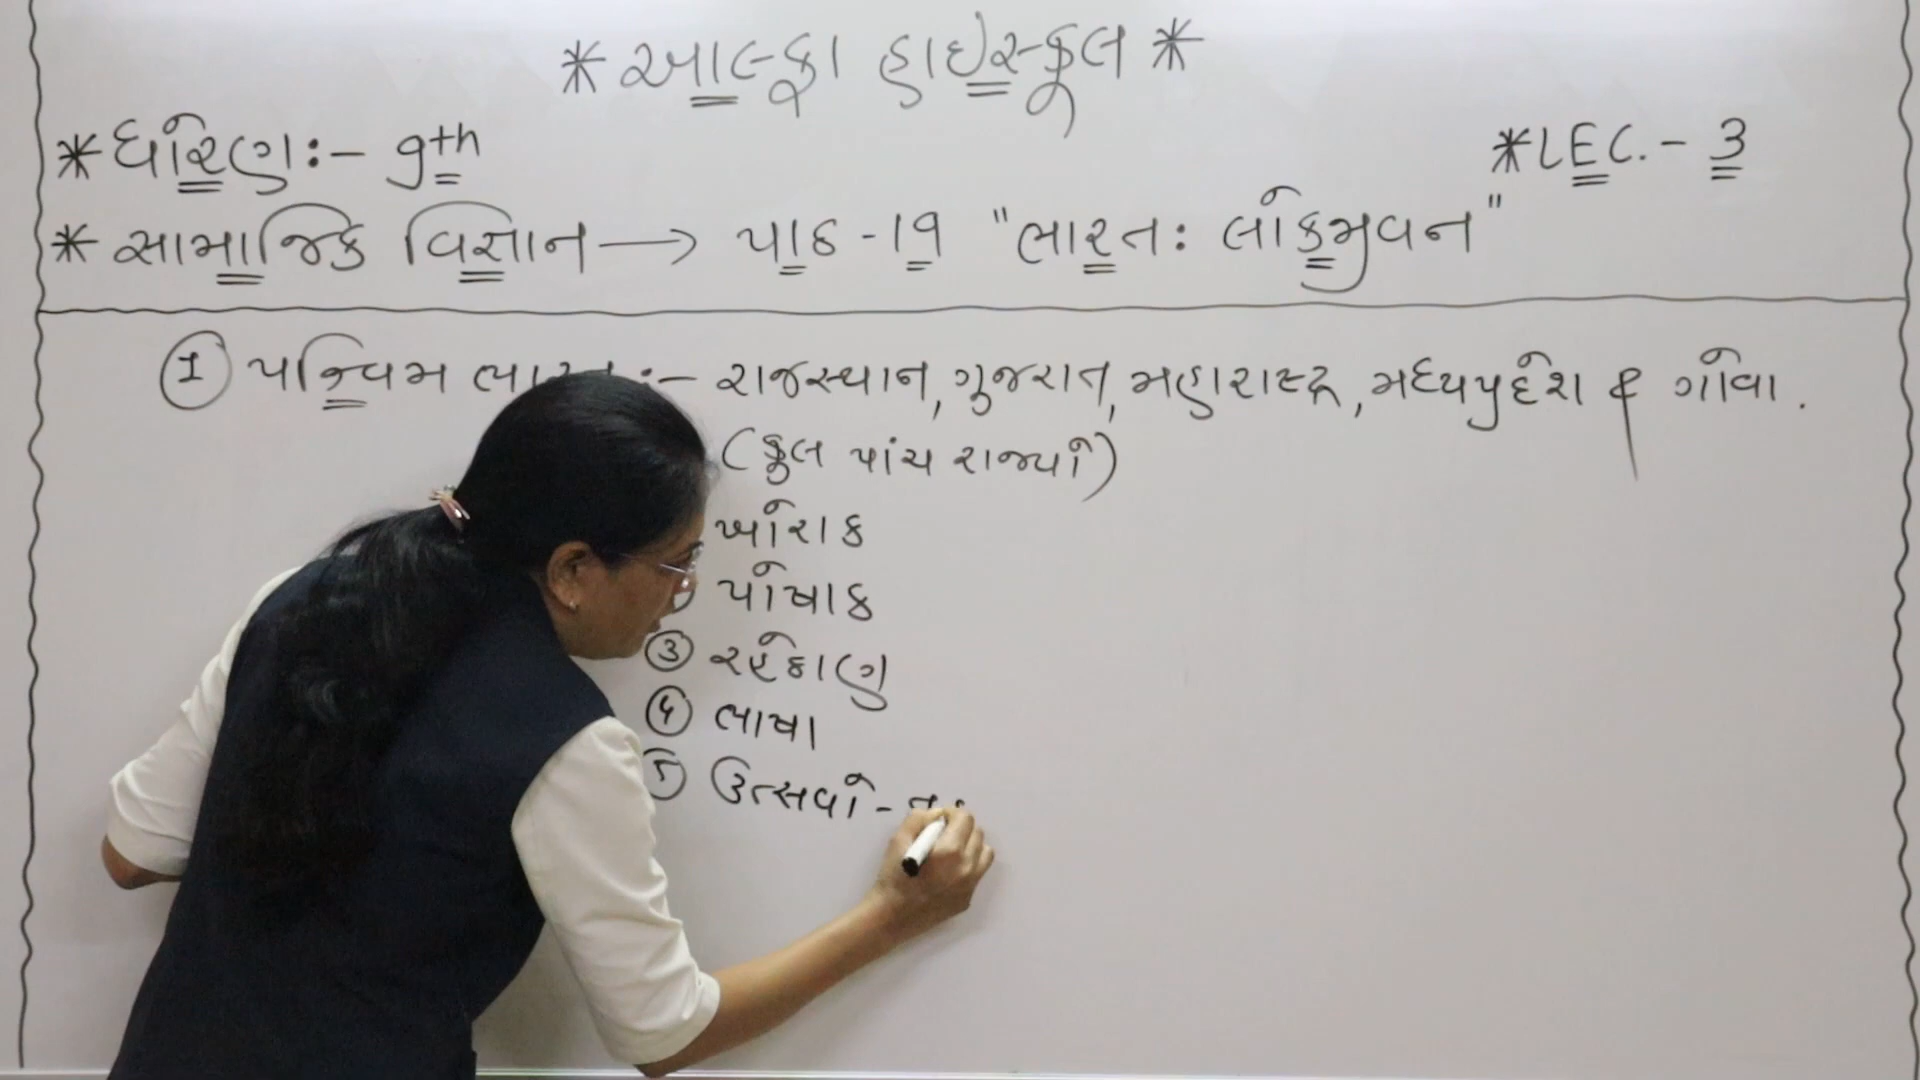 * આલ્ફા હાઇસ્કૂલ *
* ધોરણ :- 9th
* LEC. - 3
* સામાજિક વિજ્ઞાન → પાઠ - 19 "ભારત : લોકજીવન"
① પશ્ચિમ ભારત :- રાજસ્થાન, ગુજરાત, મહારાષ્ટ્ર, મધ્યપ્રદેશ & ગોવા.
(કુલ પાંચ રાજ્યો)
ખોરાક
પોષાક
③ રહેઠાણ
④ ભાષા
⑤ ઉત્સવો -